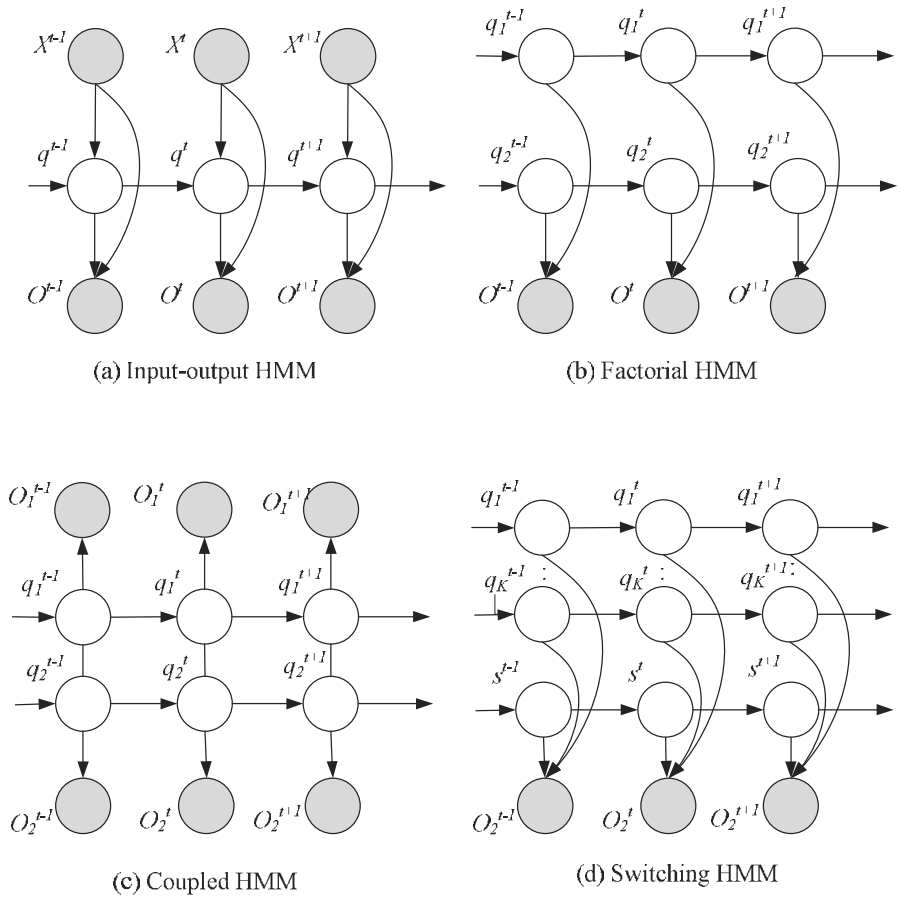 X^{t-1} X^t X^{t+1}
q^{t-1} q^t q^{t+1}
O^{t-1} O^t O^{t+1}
(a) Input-output HMM
q_1^{t-1} q_1^t q_1^{t+1}
q_2^{t-1} q_2^t q_2^{t+1}
O^{t-1} O^t O^{t+1}
(b) Factorial HMM
O_1^{t-1} O_1^t O_1^{t+1}
q_1^{t-1} q_1^t q_1^{t+1}
q_2^{t-1} q_2^t q_2^{t+1}
O_2^{t-1} O_2^t O_2^{t+1}
(c) Coupled HMM
q_1^{t-1} q_1^t q_1^{t+1}
q_K^{t-1} : q_K^t : q_K^{t+1} :
s^{t-1} s^t s^{t+1}
O_2^{t-1} O_2^t O_2^{t+1}
(d) Switching HMM